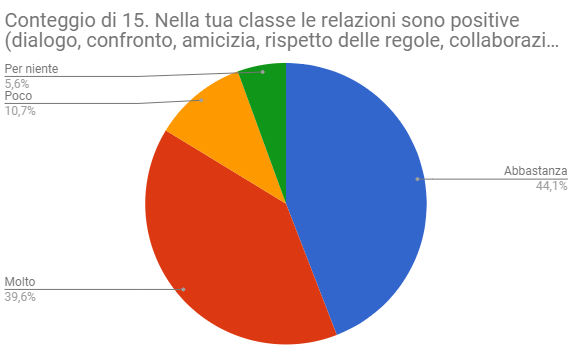 Conteggio di 15. Nella tua classe le relazioni sono positive
(dialogo, confronto, amicizia, rispetto delle regole, collaborazi…
Per niente
5,6%
Poco
10,7%
Abbastanza
44,1%
Molto
39,6%